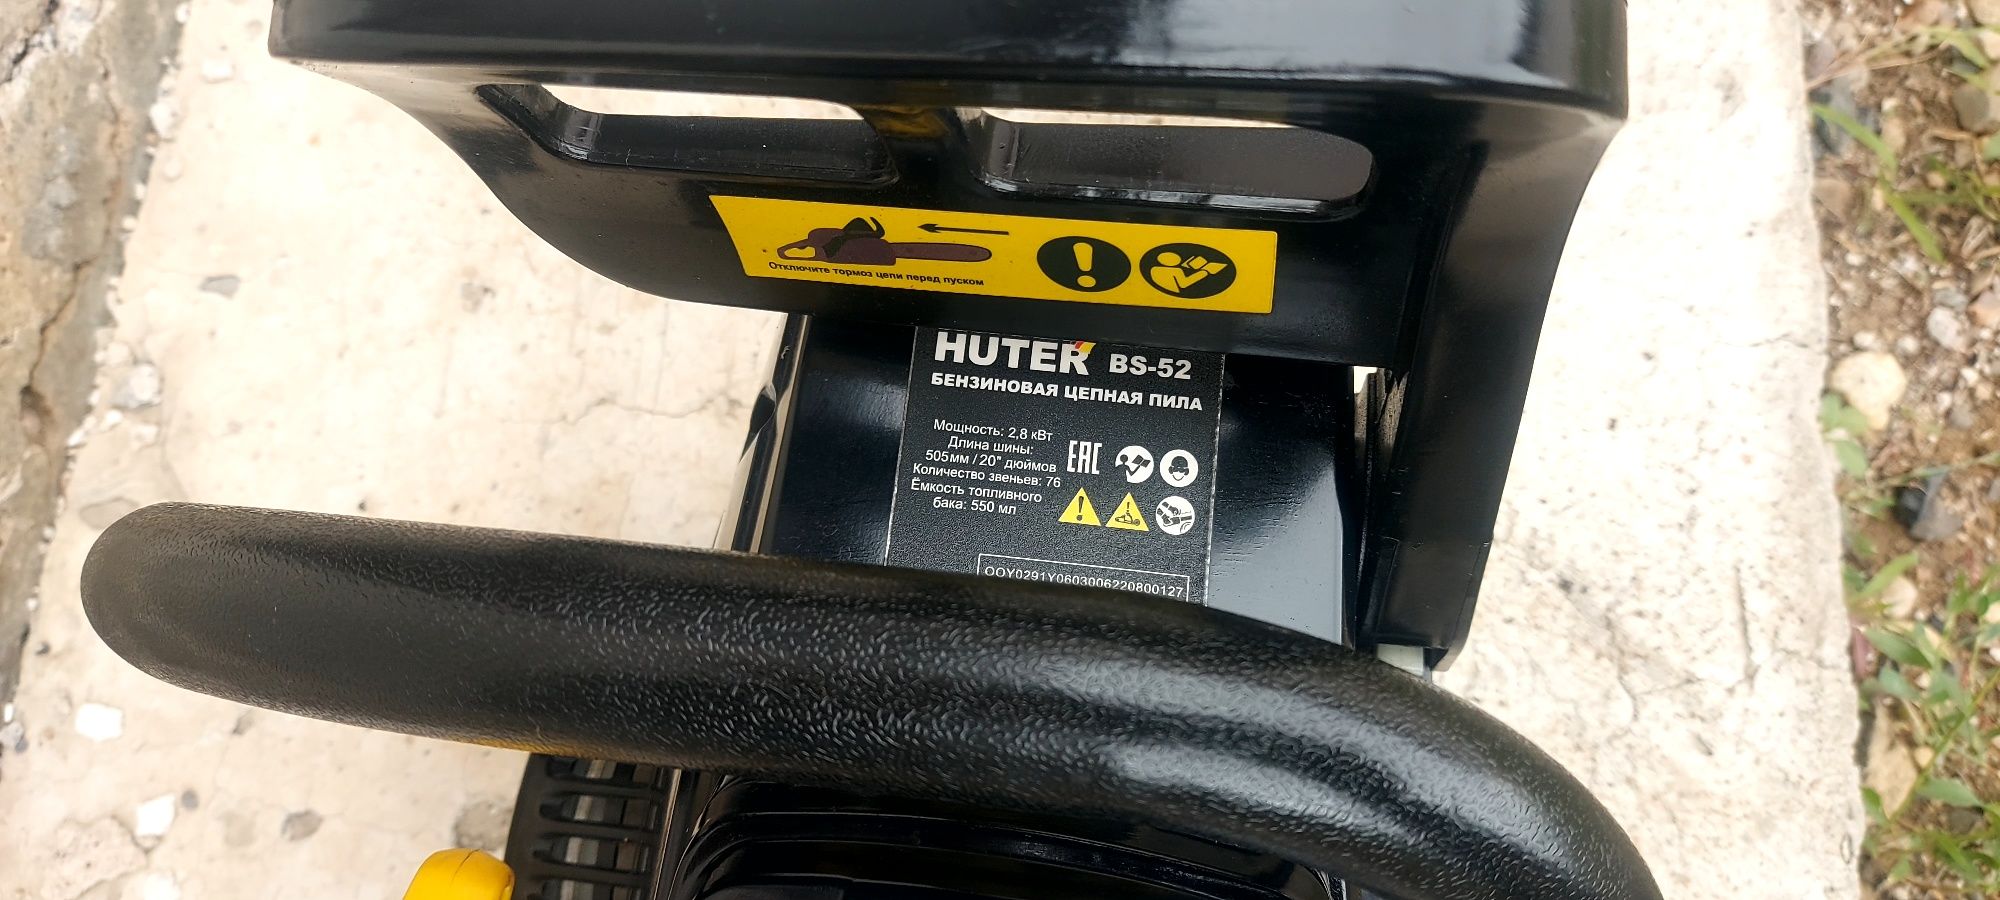 Отключите тормоз цепи перед пуском
HUTER BS-52
БЕНЗИНОВАЯ ЦЕПНАЯ ПИЛА
Мощность: 2,8 кВт
Длина шины:
505мм / 20" дюймов
Количество звеньев: 76
Ёмкость топливного
бака: 550 мл
EAC
QOY0291Y0603006220800127